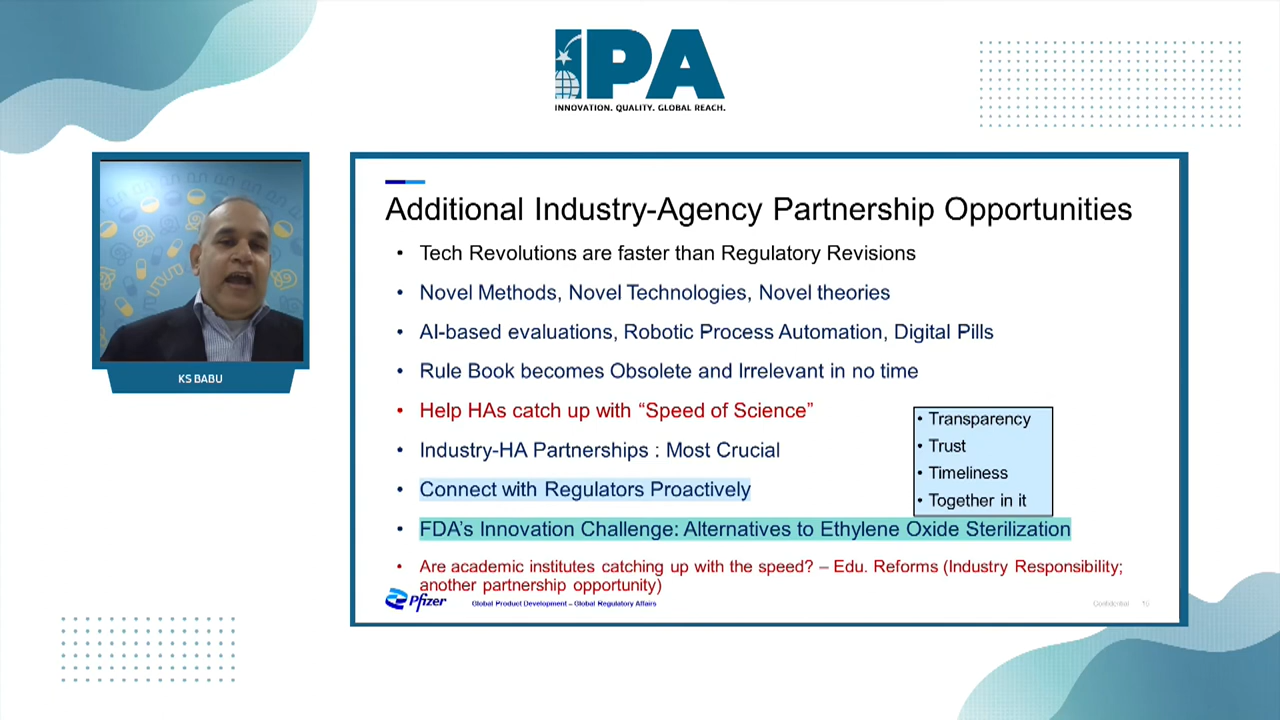 IPA
INNOVATION. QUALITY. GLOBAL REACH.
KS BABU
Additional Industry-Agency Partnership Opportunities
• Tech Revolutions are faster than Regulatory Revisions
• Novel Methods, Novel Technologies, Novel theories
• AI-based evaluations, Robotic Process Automation, Digital Pills
• Rule Book becomes Obsolete and Irrelevant in no time
• Help HAs catch up with “Speed of Science”
• Industry-HA Partnerships : Most Crucial
• Connect with Regulators Proactively
• FDA’s Innovation Challenge: Alternatives to Ethylene Oxide Sterilization
• Are academic institutes catching up with the speed? – Edu. Reforms (Industry Responsibility;
another partnership opportunity)
• Transparency
• Trust
• Timeliness
• Together in it
Pfizer
Global Product Development – Global Regulatory Affairs
Confidential